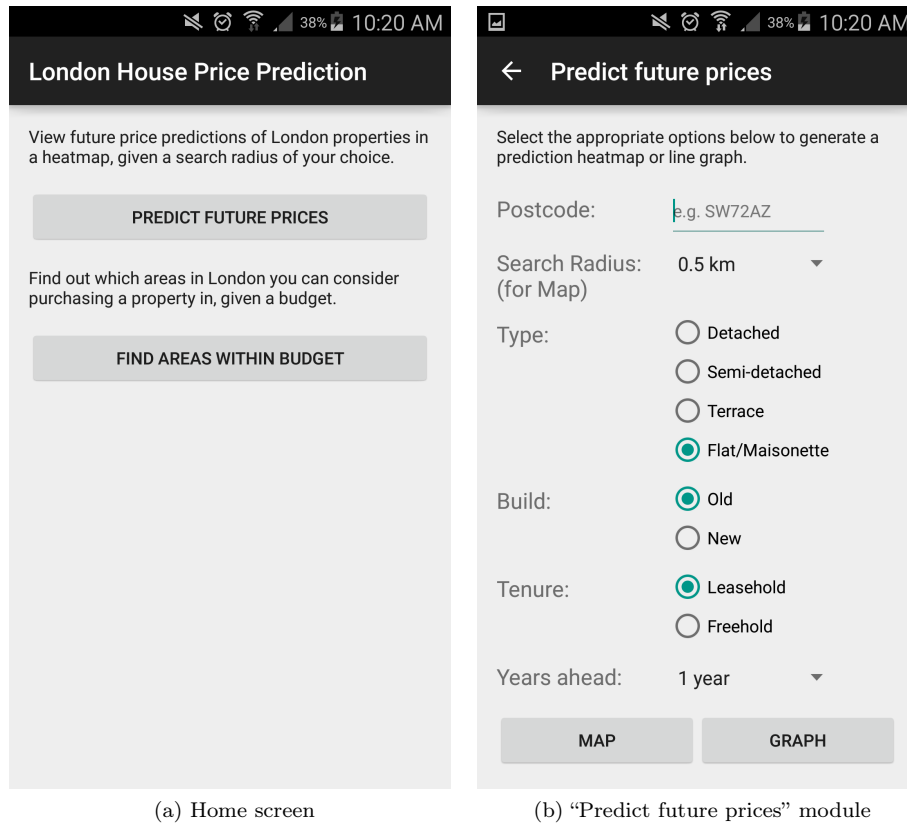 38% 10:20 AM
London House Price Prediction
View future price predictions of London properties in
a heatmap, given a search radius of your choice.
PREDICT FUTURE PRICES
Find out which areas in London you can consider
purchasing a property in, given a budget.
FIND AREAS WITHIN BUDGET
(a) Home screen
38% 10:20 AM
Predict future prices
Select the appropriate options below to generate a
prediction heatmap or line graph.
Postcode: e.g. SW72AZ
Search Radius: 0.5 km
(for Map)
Type: Detached
Semi-detached
Terrace
Flat/Maisonette
Build: Old
New
Tenure: Leasehold
Freehold
Years ahead: 1 year
MAP GRAPH
(b) “Predict future prices” module